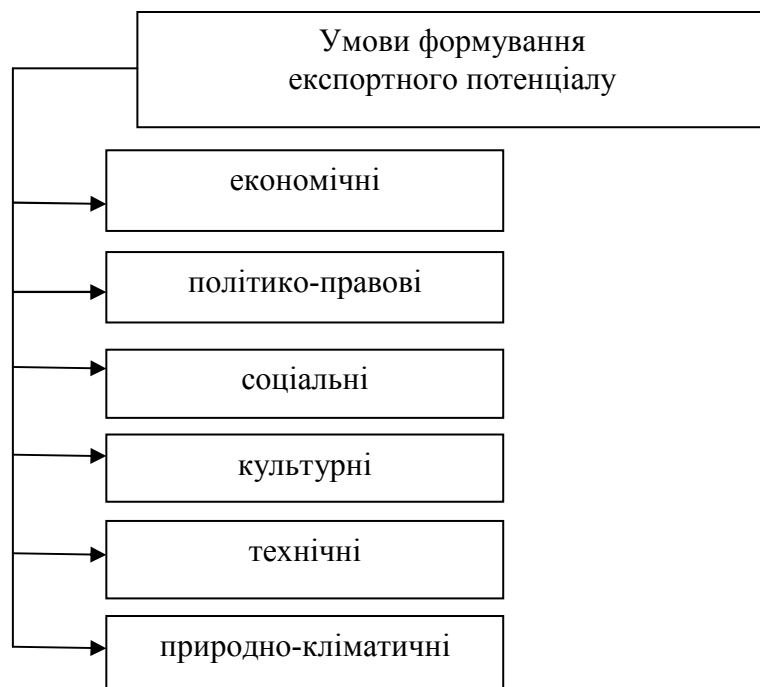 Умови формування
експортного потенціалу
економічні
політико-правові
соціальні
культурні
технічні
природно-кліматичні